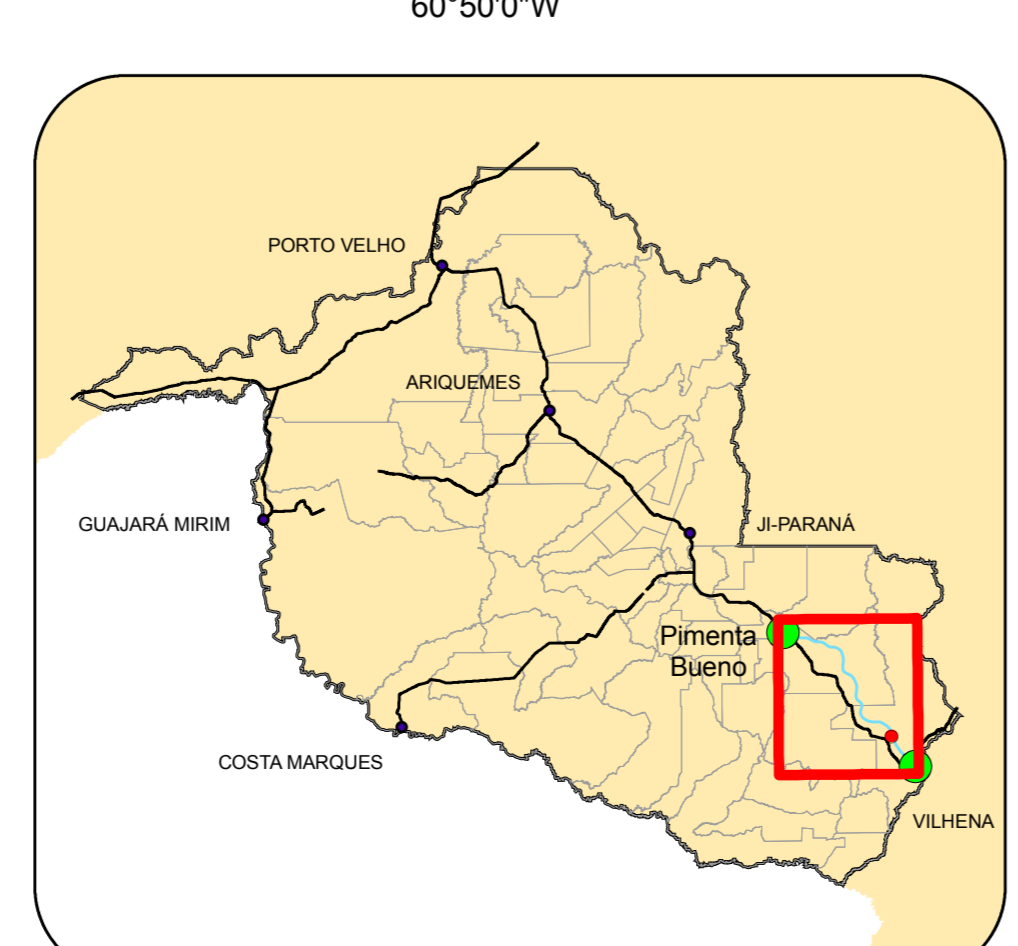 60°50'0"W
PORTO VELHO
ARIQUEMES
GUAJARÁ MIRIM
JI-PARANÁ
Pimenta
Bueno
COSTA MARQUES
VILHENA